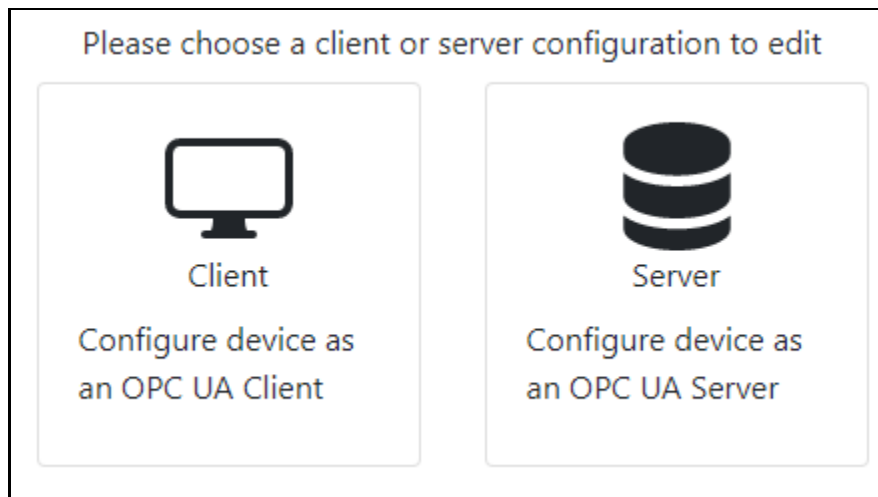 Please choose a client or server configuration to edit
Client
Configure device as
an OPC UA Client
Server
Configure device as
an OPC UA Server